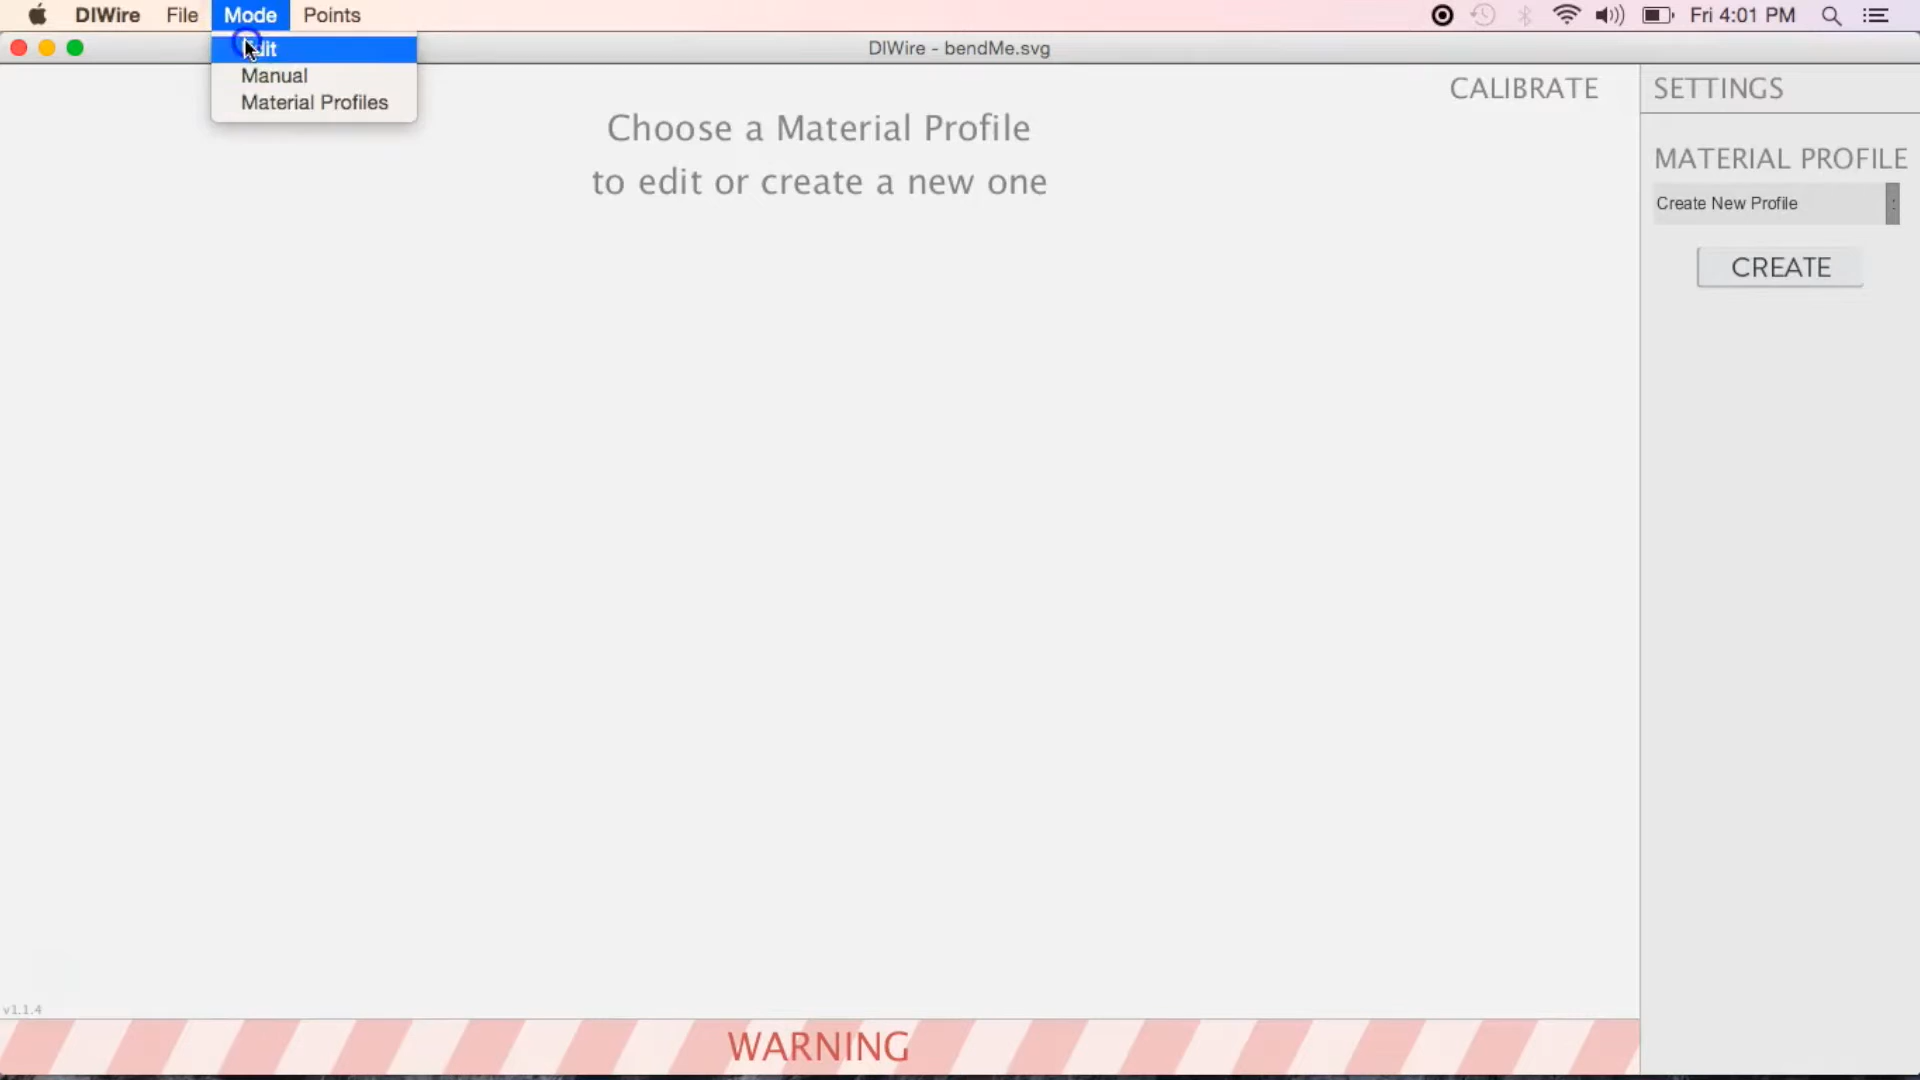 DIWire File Mode Points Fri 4:01 PM
DIWire - bendMe.svg
Manual
Material Profiles
CALIBRATE
SETTINGS
Choose a Material Profile
to edit or create a new one
MATERIAL PROFILE
Create New Profile
CREATE
v1.1.4
WARNING